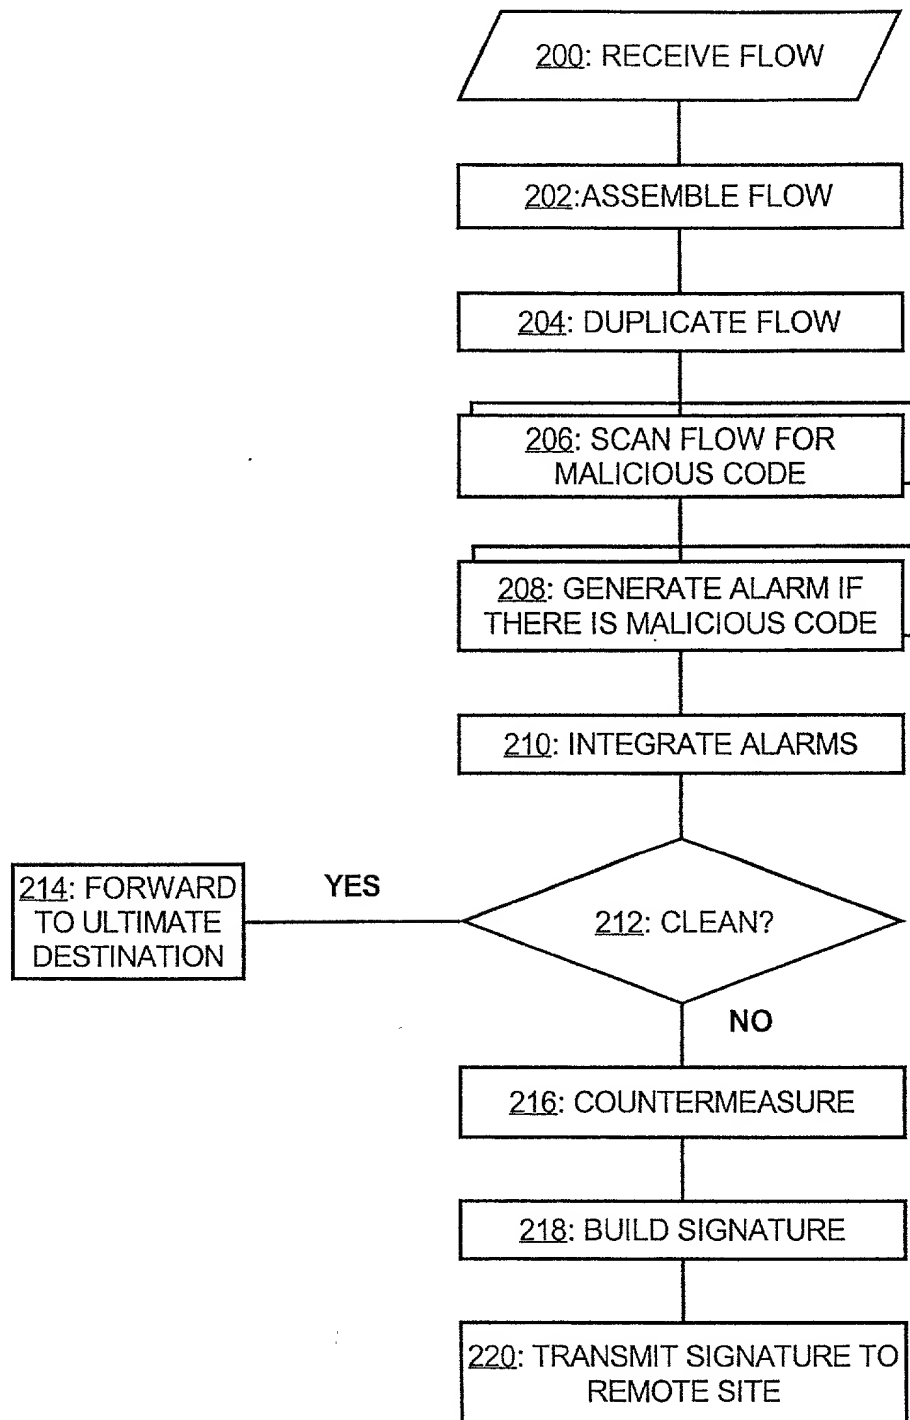 200: RECEIVE FLOW
202:ASSEMBLE FLOW
204: DUPLICATE FLOW
206: SCAN FLOW FOR
MALICIOUS CODE
208: GENERATE ALARM IF
THERE IS MALICIOUS CODE
210: INTEGRATE ALARMS
212: CLEAN?
YES
214: FORWARD
TO ULTIMATE
DESTINATION
NO
216: COUNTERMEASURE
218: BUILD SIGNATURE
220: TRANSMIT SIGNATURE TO
REMOTE SITE